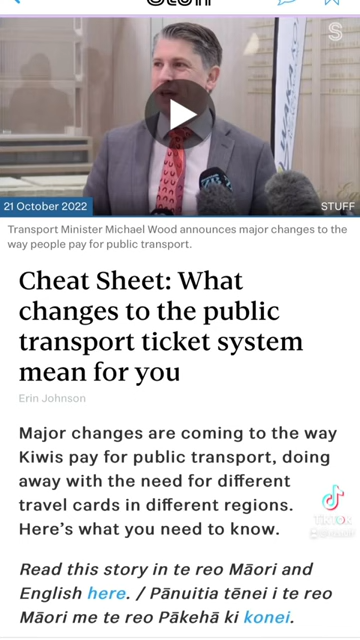 Stuff
21 October 2022
STUFF
Transport Minister Michael Wood announces major changes to the
way people pay for public transport.
Cheat Sheet: What
changes to the public
transport ticket system
mean for you
Erin Johnson
Major changes are coming to the way
Kiwis pay for public transport, doing
away with the need for different
travel cards in different regions.
Here’s what you need to know.
TikTok
Read this story in te reo Māori and
English here. / Pānuitia tēnei i te reo
Māori me te reo Pākehā ki konei.